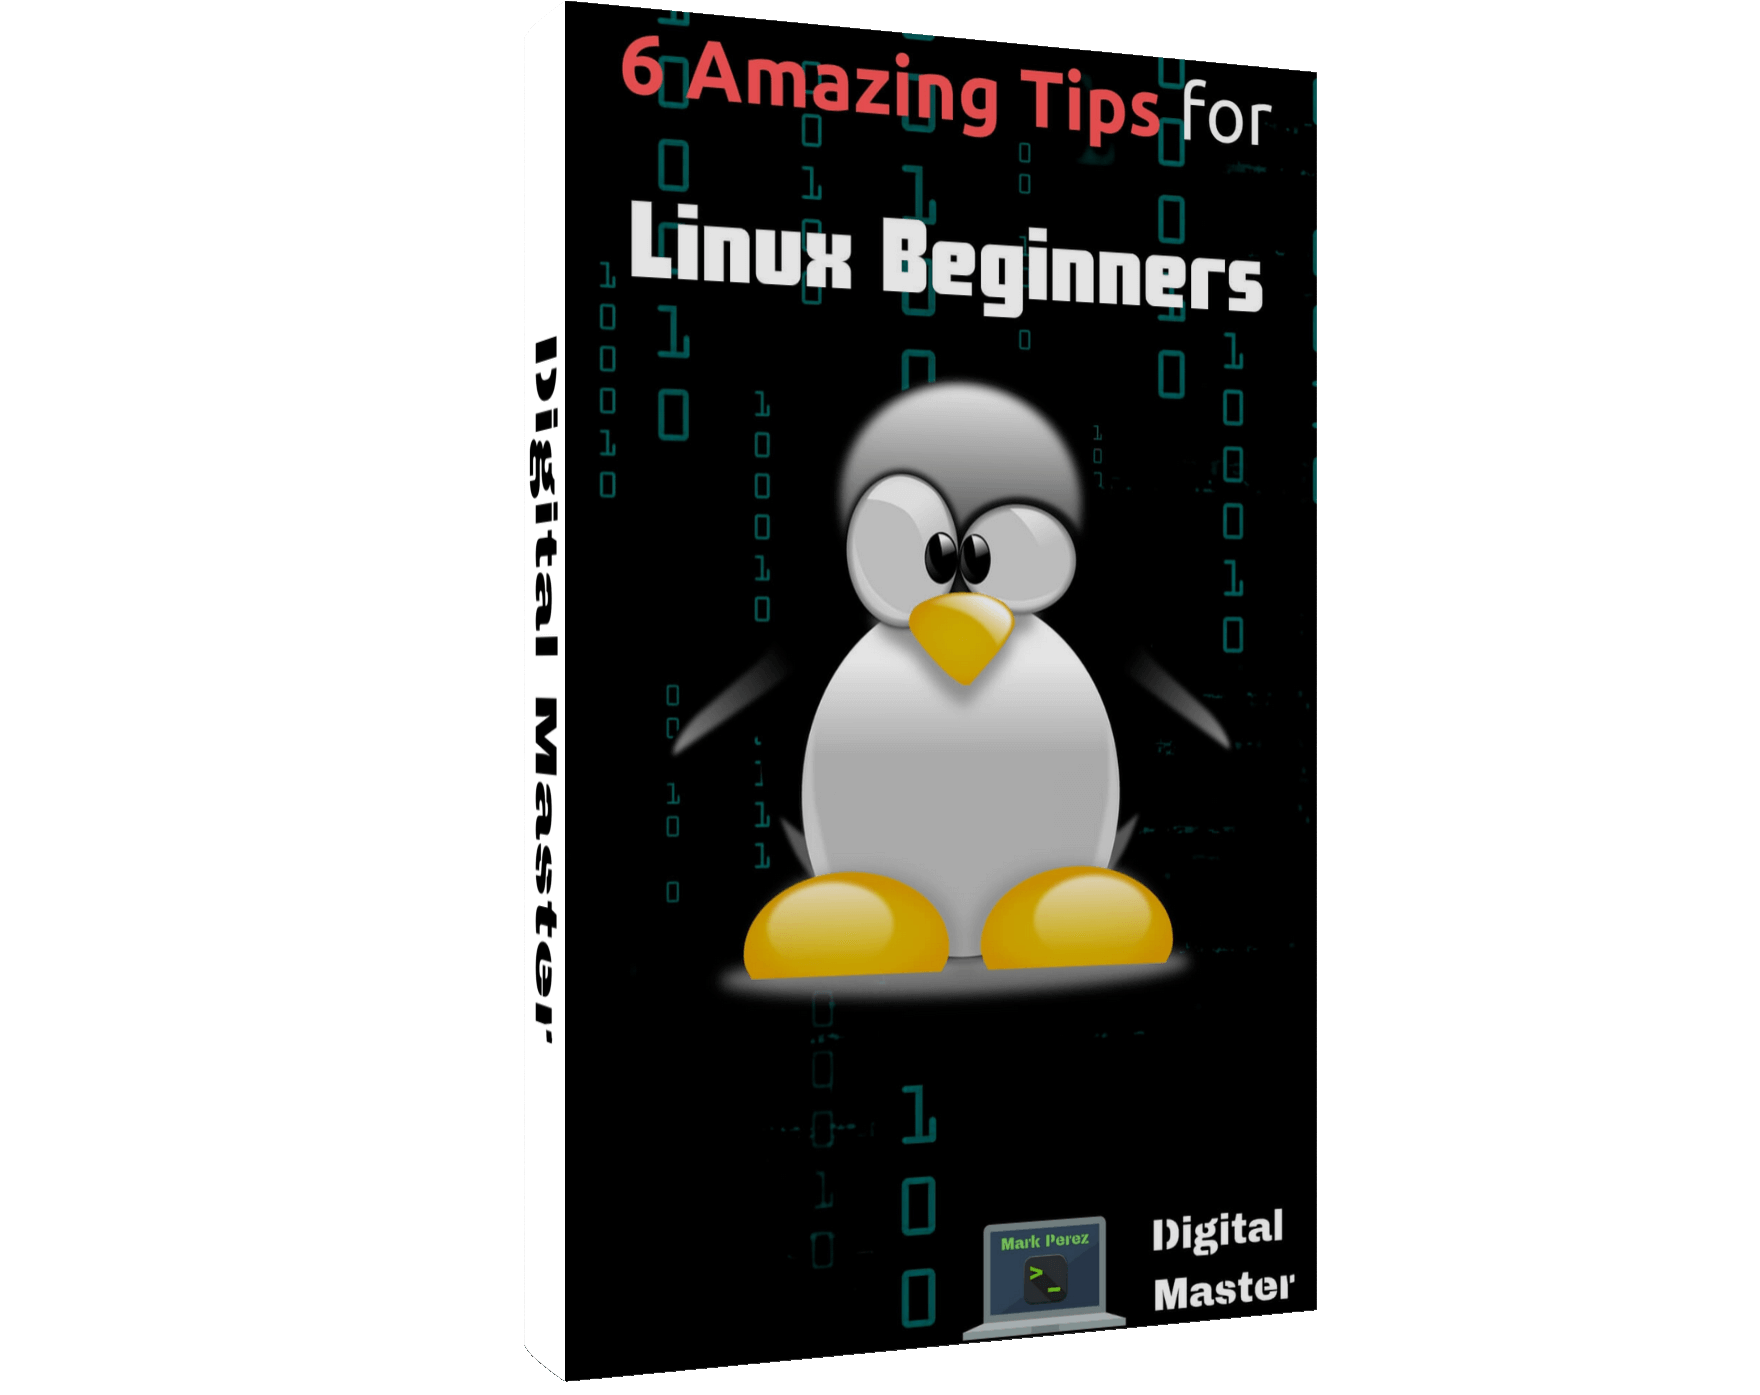 6 Amazing Tips for
Linux Beginners
Digital Master
Mark Perez
>_
Digital
Master